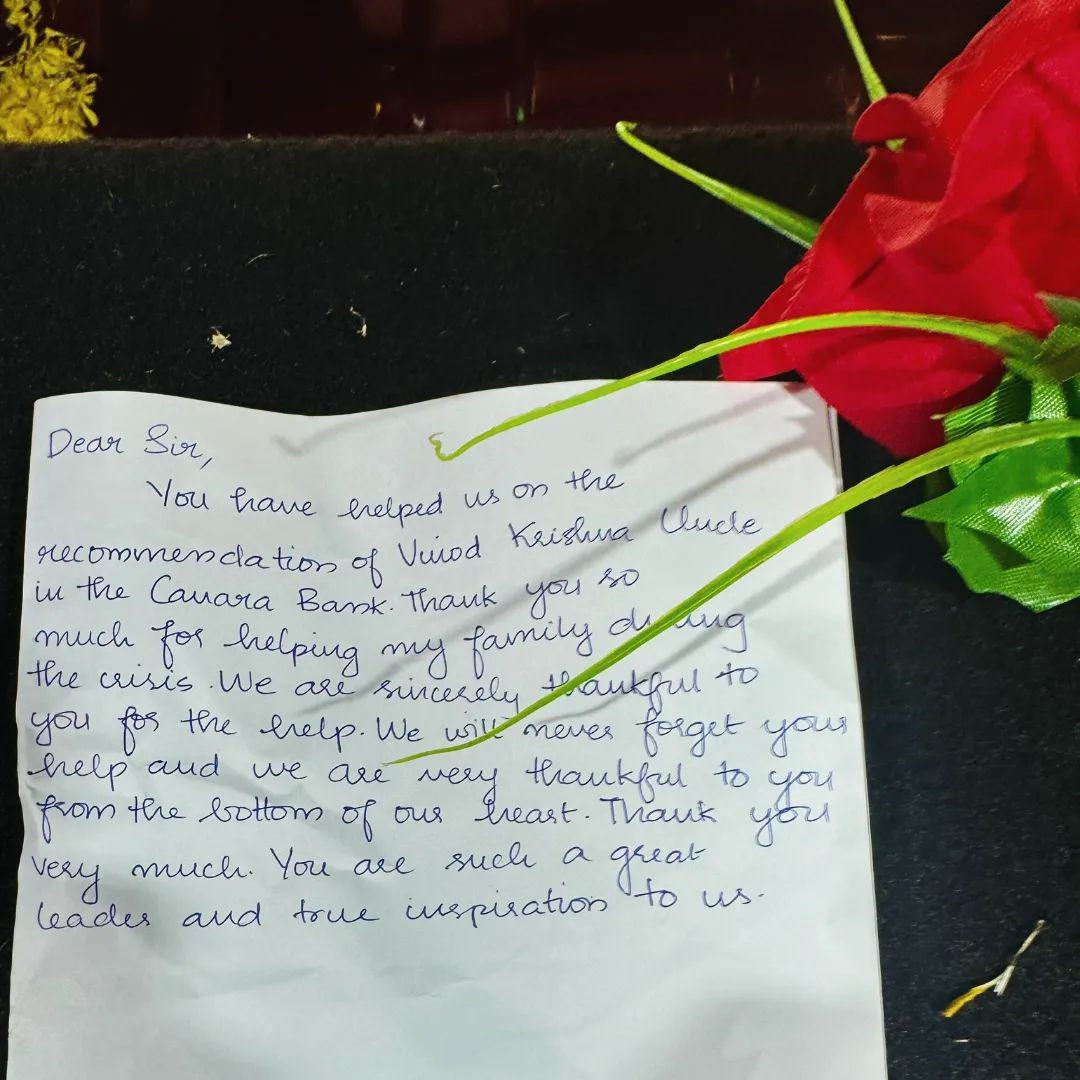 Dear Sir,
You have helped us on the
recommendation of Vinod Krishna Uncle
in the Canara Bank. Thank you so
much for helping my family during
the crisis. We are sincerely thankful to
you for the help. We will never forget your
help and we are very thankful to you
from the bottom of our heart. Thank you
very much. You are such a great
leader and true inspiration to us.